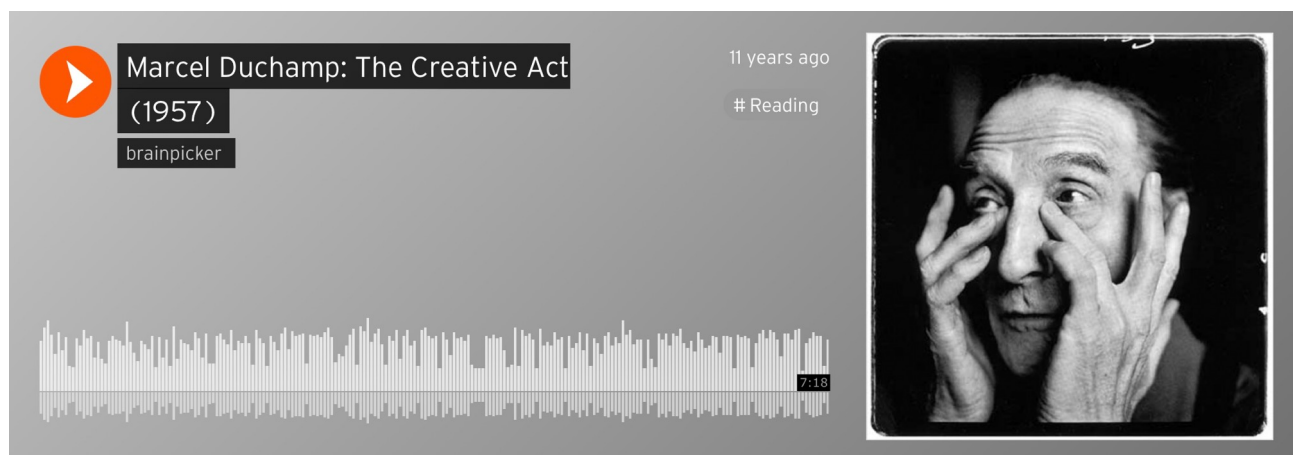 Marcel Duchamp: The Creative Act
(1957)
brainpicker
11 years ago
# Reading
7:18